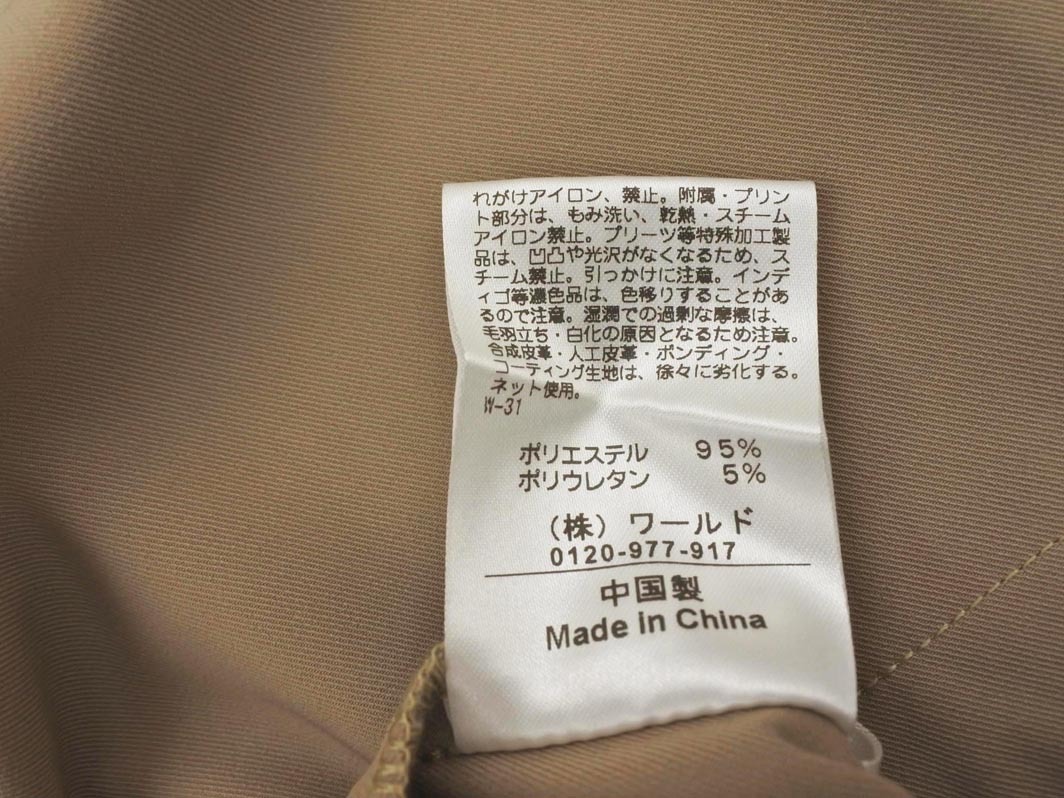 れがけアイロン、禁止。附属・プリン
ト部分は、もみ洗い、乾熱・スチーム
アイロン禁止。プリーツ等特殊加工製
品は、凹凸や光沢がなくなるため、ス
チーム禁止。引っかけに注意。インデ
ィゴ等濃色品は、色移りすることがあ
るので注意。湿潤での過剰な摩擦は、
毛羽立ち・白化の原因となるため注意。
合成皮革・人工皮革・ボンディング・
コーティング生地は、徐々に劣化する。
ネット使用。
W-31
ポリエステル 95%
ポリウレタン 5%
(株) ワールド
0120-977-917
中国製
Made in China